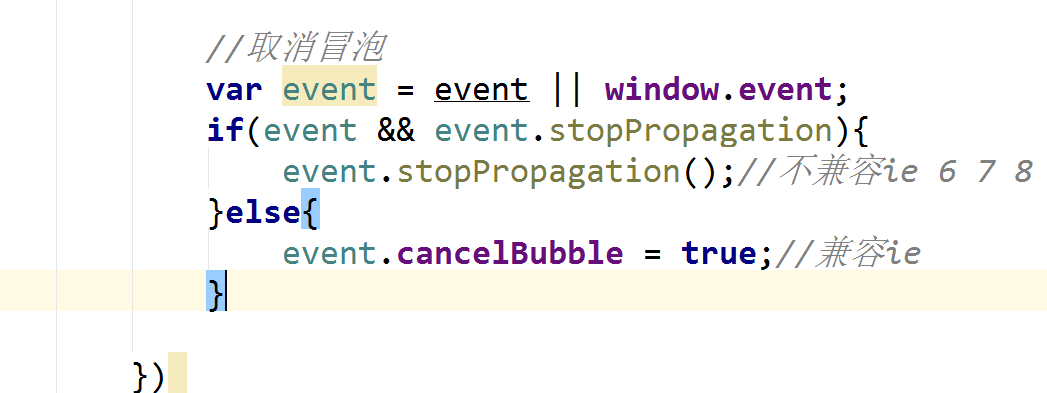 //取消冒泡
var event = event || window.event;
if(event && event.stopPropagation){
event.stopPropagation();//不兼容ie 6 7 8
}else{
event.cancelBubble = true;//兼容ie
}
})